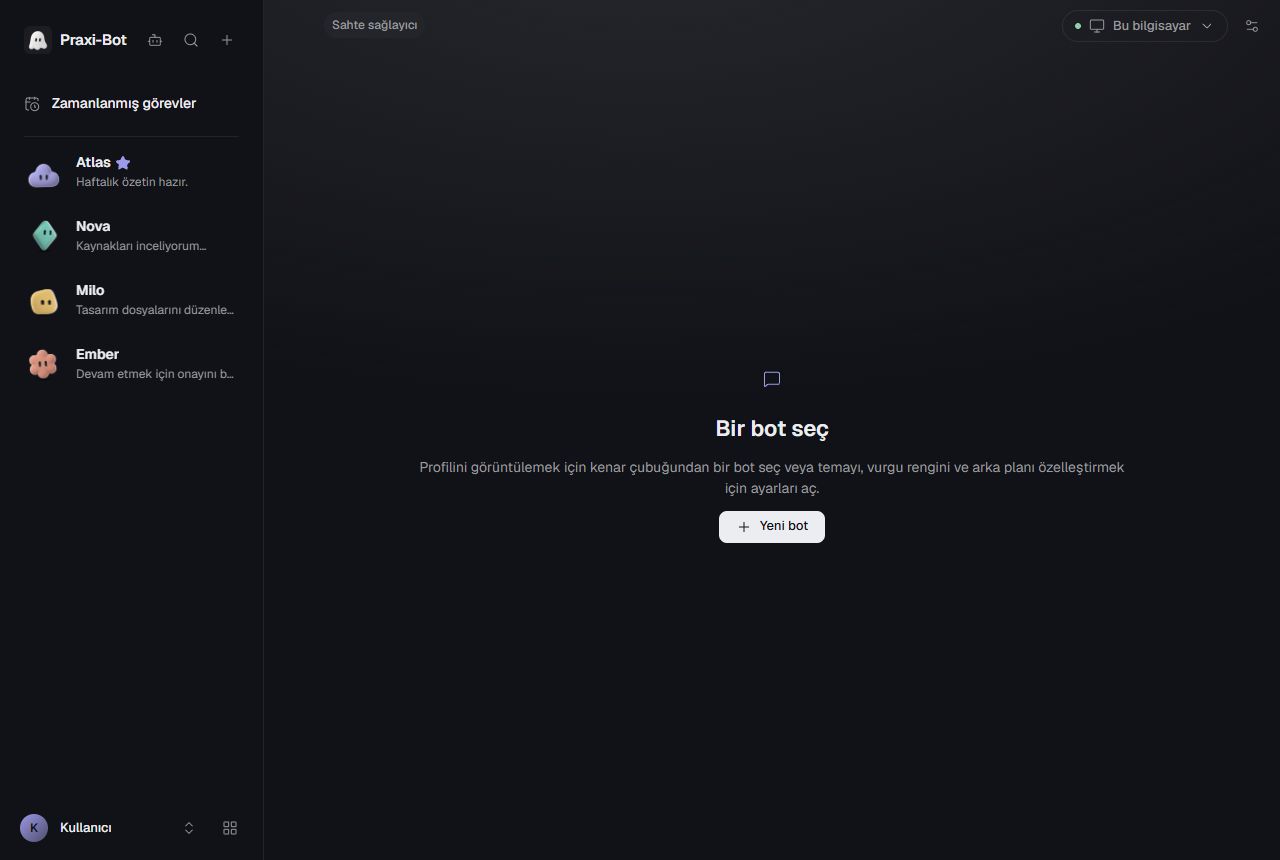 Praxi-Bot
Zamanlanmış görevler
Atlas
Haftalık özetin hazır.
Nova
Kaynakları inceliyorum…
Milo
Tasarım dosyalarını düzenle…
Ember
Devam etmek için onayını b…
K
Kullanıcı
Sahte sağlayıcı
Bu bilgisayar
Bir bot seç
Profilini görüntülemek için kenar çubuğundan bir bot seç veya temayı, vurgu rengini ve arka planı özelleştirmek
için ayarları aç.
Yeni bot